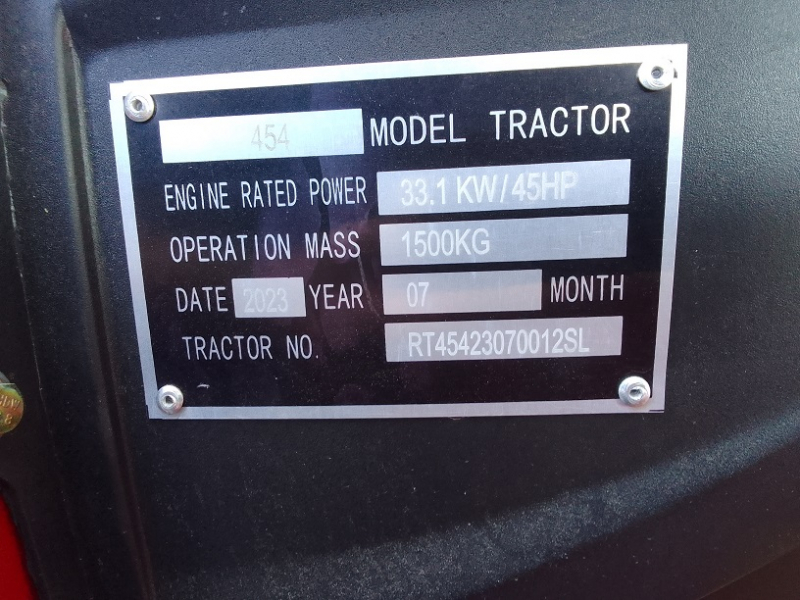 454 MODEL TRACTOR
ENGINE RATED POWER 33.1 KW/45HP
OPERATION MASS 1500KG
DATE 2023 YEAR 07 MONTH
TRACTOR NO. RT45423070012SL